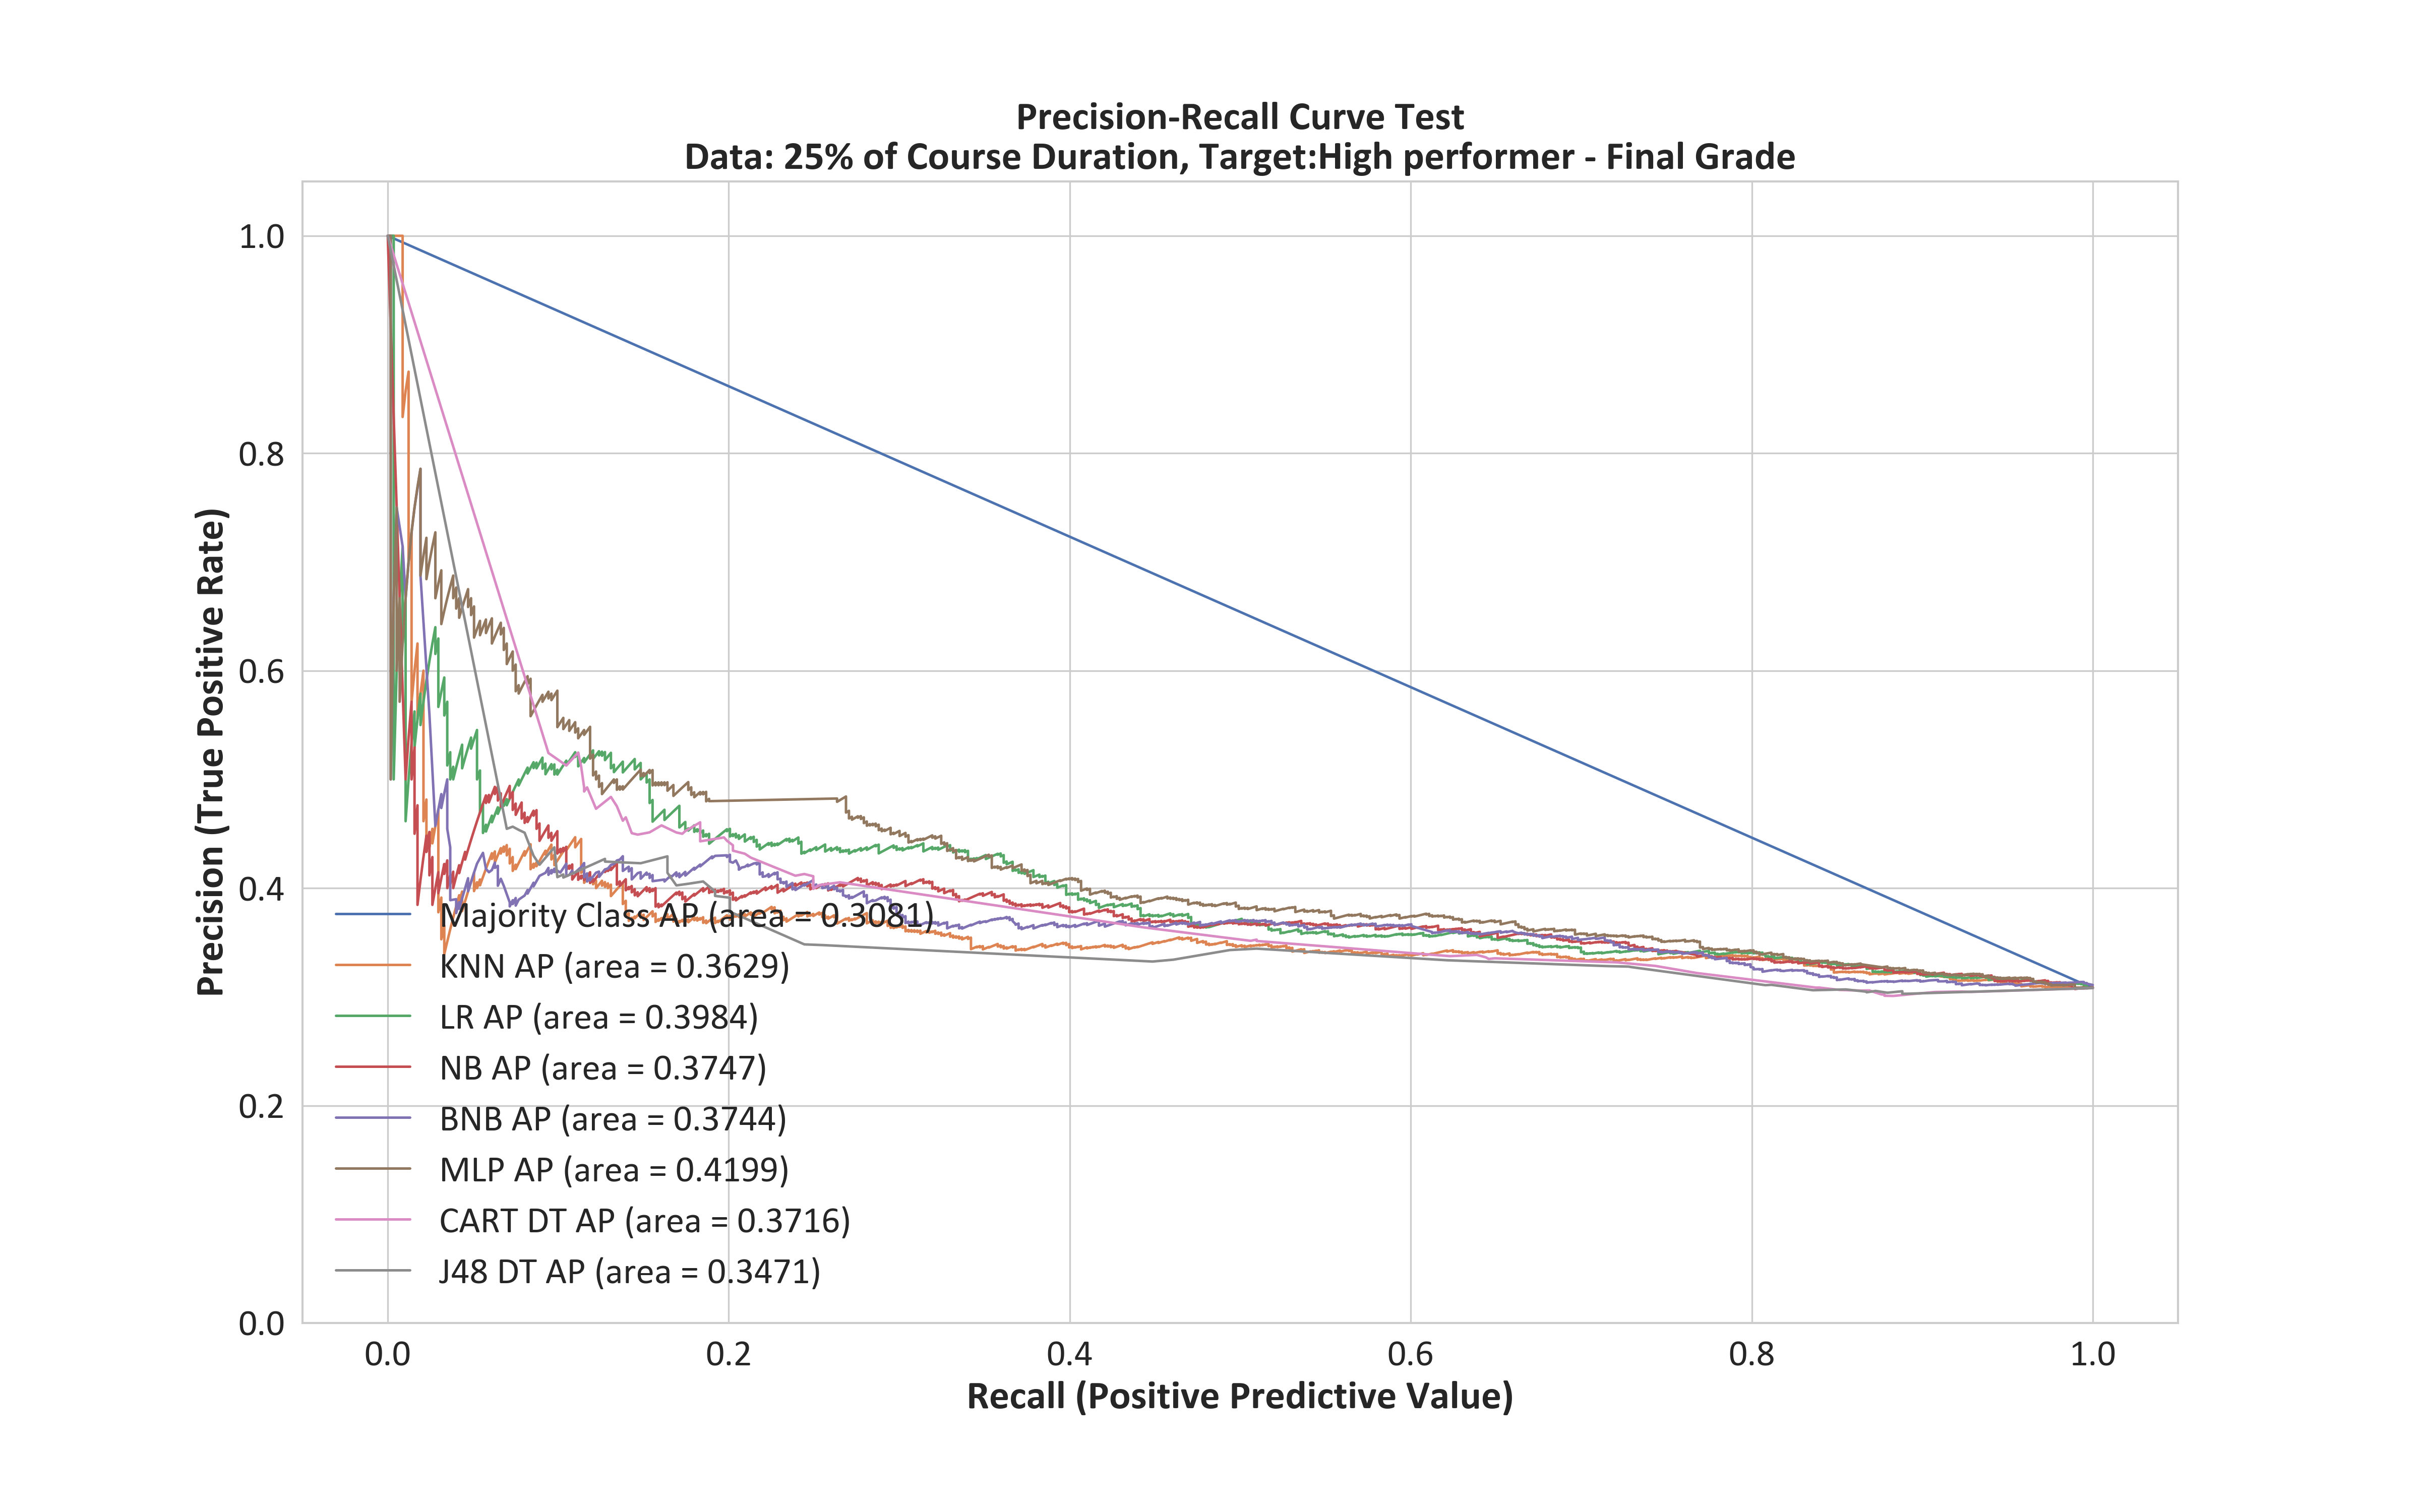 Precision-Recall Curve Test
Data: 25% of Course Duration, Target:High performer - Final Grade
Precision (True Positive Rate)
1.0
0.8
0.6
0.4
0.2
0.0
Majority Class AP (area = 0.3081)
KNN AP (area = 0.3629)
LR AP (area = 0.3984)
NB AP (area = 0.3747)
BNB AP (area = 0.3744)
MLP AP (area = 0.4199)
CART DT AP (area = 0.3716)
J48 DT AP (area = 0.3471)
0.0 0.2 0.4 0.6 0.8 1.0
Recall (Positive Predictive Value)